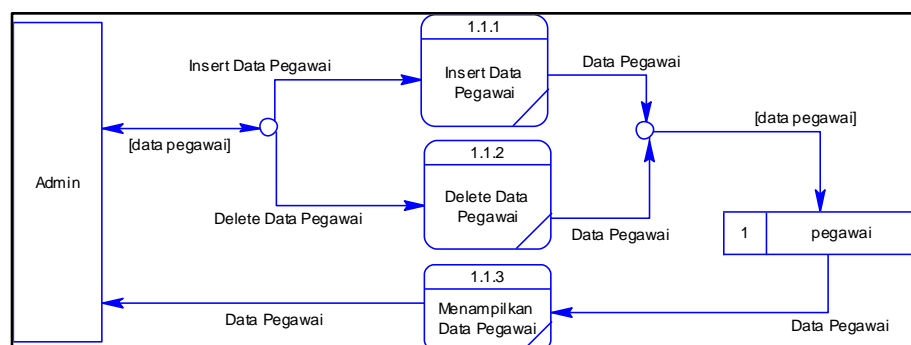 1.1.1
Insert Data Pegawai
Insert Data
Pegawai
Data Pegawai
[data pegawai]
[data pegawai]
1.1.2
Admin
Delete Data
Pegawai
Delete Data Pegawai
Data Pegawai
1
pegawai
1.1.3
Menampilkan
Data Pegawai
Data Pegawai
Data Pegawai